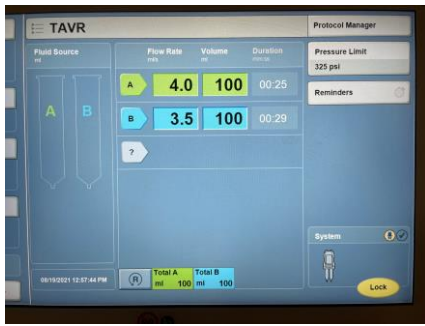 TAVR
Protocol Manager
Fluid Source
ml
Flow Rate Volume Duration
ml/s ml mm:ss
Pressure Limit
325 psi
Reminders
A B
A 4.0 100 00:25
B 3.5 100 00:29
?
System
08/19/2021 12:57:44 PM
R
Total A Total B
ml 100 ml 100
Lock